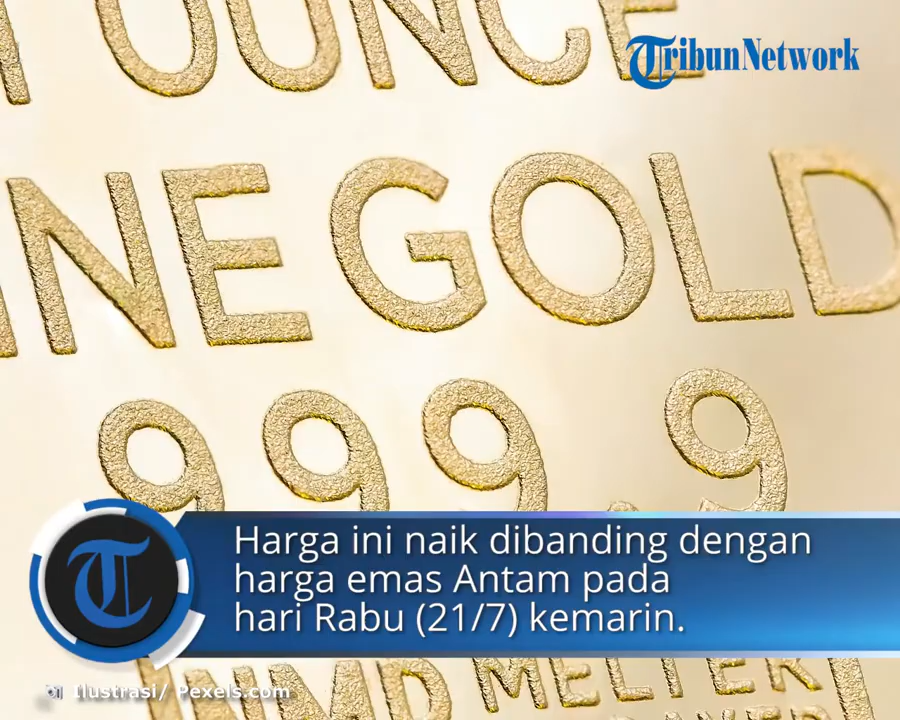 OUNCE
TribunNetwork
NE GOLD
999.9
Harga ini naik dibanding dengan
harga emas Antam pada
hari Rabu (21/7) kemarin.
T
MELTER
Ilustrasi/ Pexels.com